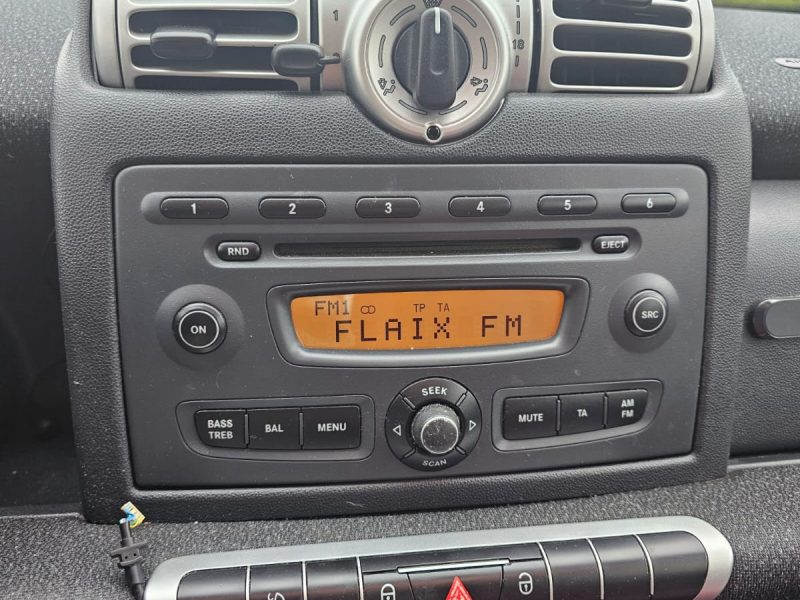 1
18
1 2 3 4 5 6
RND EJECT
FM1 TP TA
FLAIX FM
ON SRC
SEEK
BASS TREB BAL MENU
MUTE TA AM FM
SCAN